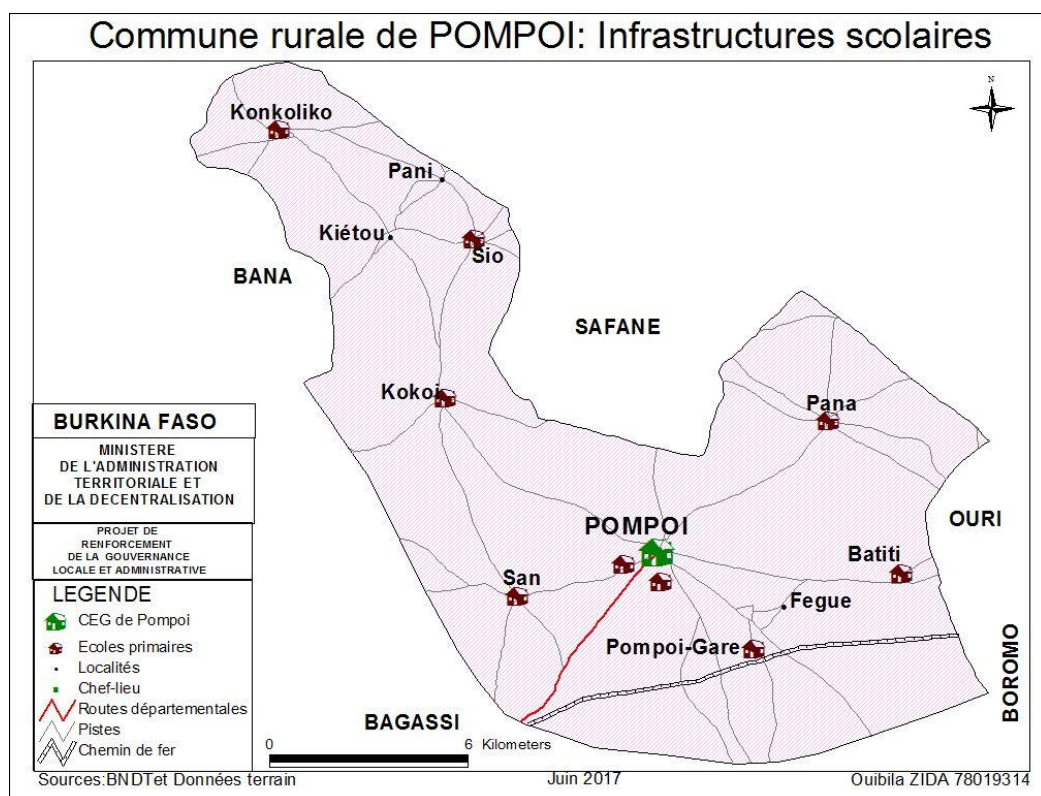 Commune rurale de POMPOI: Infrastructures scolaires
N
Konkoliko
Pani
Kiétou
Sio
BANA
SAFANE
Kokoi
Pana
BURKINA FASO
MINISTERE
DE L'ADMINISTRATION
TERRITORIALE ET
DE LA DECENTRALISATION
PROJET DE
RENFORCEMENT
DE LA GOUVERNANCE
LOCALE ET ADMINISTRATIVE
POMPOI
OURI
Batiti
San
Fegue
Pompoi-Gare
BOROMO
BAGASSI
LEGENDE
CEG de Pompoi
Ecoles primaires
Localités
Chef-lieu
Routes départementales
Pistes
Chemin de fer
0 6 Kilometers
Sources:BNDTet Données terrain Juin 2017 Ouibila ZIDA 78019314